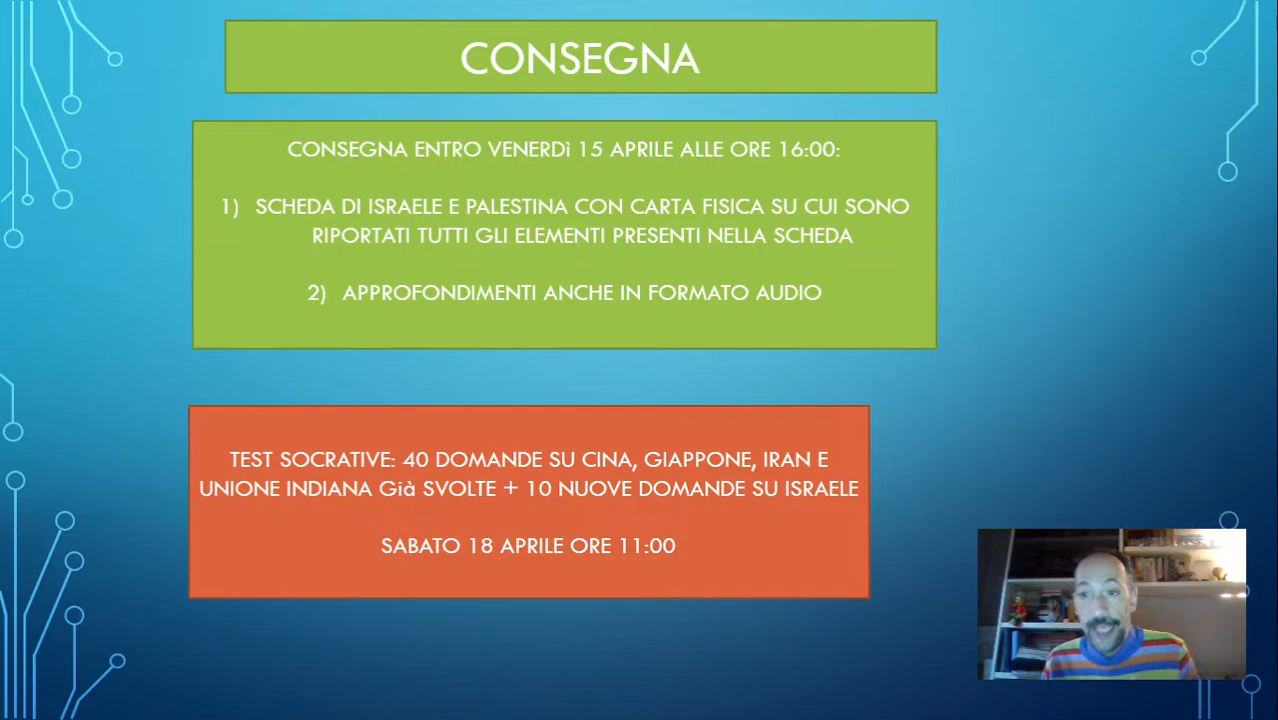 CONSEGNA
CONSEGNA ENTRO VENERDì 15 APRILE ALLE ORE 16:00:
1) SCHEDA DI ISRAELE E PALESTINA CON CARTA FISICA SU CUI SONO
RIPORTATI TUTTI GLI ELEMENTI PRESENTI NELLA SCHEDA
2) APPROFONDIMENTI ANCHE IN FORMATO AUDIO
TEST SOCRATIVE: 40 DOMANDE SU CINA, GIAPPONE, IRAN E
UNIONE INDIANA Già SVOLTE + 10 NUOVE DOMANDE SU ISRAELE
SABATO 18 APRILE ORE 11:00